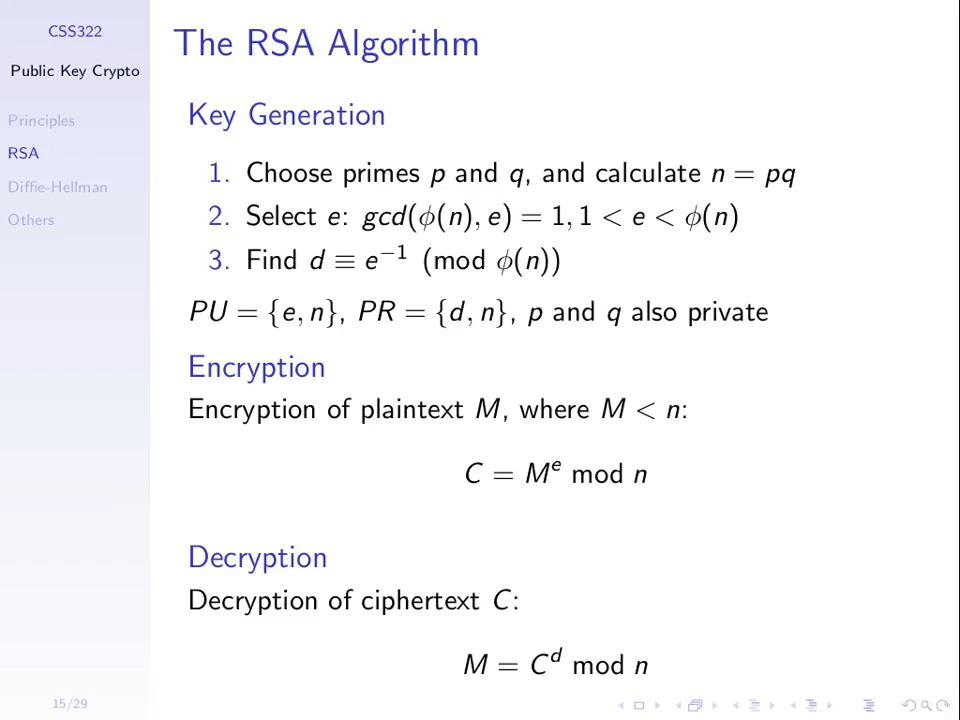 CSS322
Public Key Crypto
Principles
RSA
Diffie-Hellman
Others
15/29
The RSA Algorithm
Key Generation
1. Choose primes p and q, and calculate n = pq
2. Select e: gcd(ϕ(n), e) = 1, 1 < e < ϕ(n)
3. Find d ≡ e⁻¹ (mod ϕ(n))
PU = {e, n}, PR = {d, n}, p and q also private
Encryption
Encryption of plaintext M, where M < n:
C = Mᵉ mod n
Decryption
Decryption of ciphertext C:
M = Cᵈ mod n